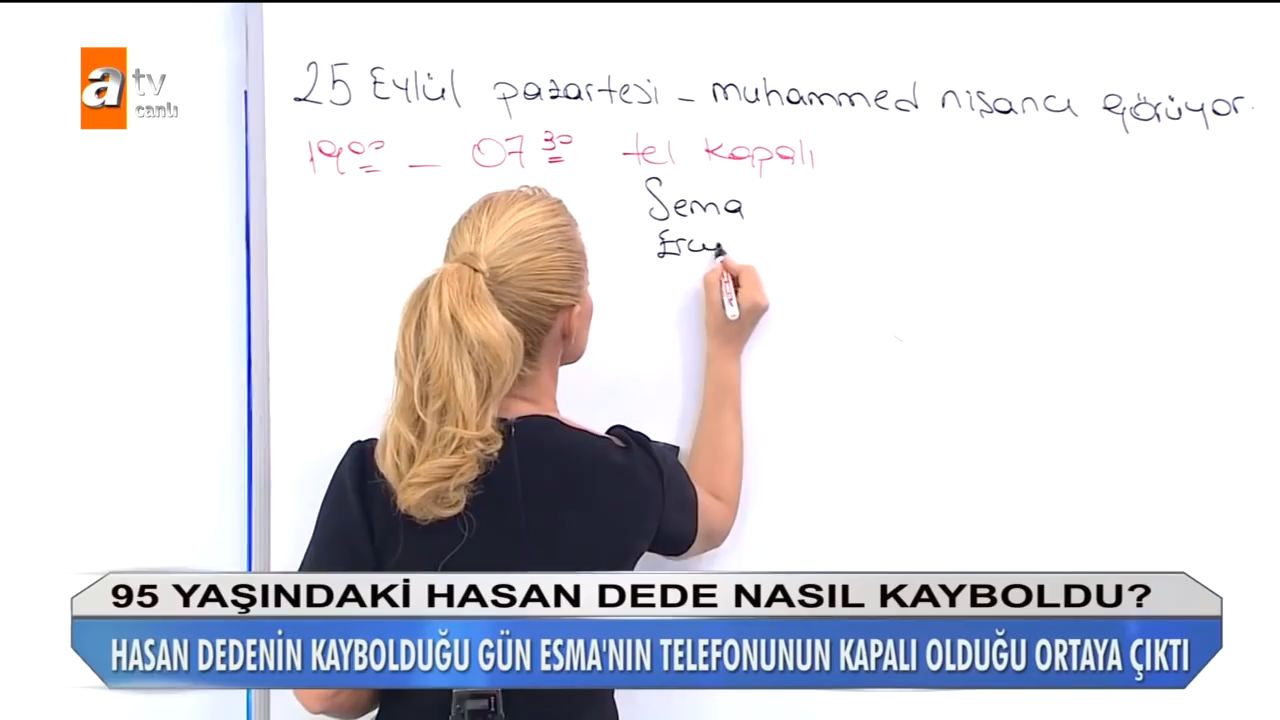 atv
canlı
25 Eylül pazartesi - muhammed nişancı görüyor.
19⁰⁰ - 07³⁰ tel kapalı
Sema
95 YAŞINDAKİ HASAN DEDE NASIL KAYBOLDU?
HASAN DEDENİN KAYBOLDUĞU GÜN ESMA'NIN TELEFONUNUN KAPALI OLDUĞU ORTAYA ÇIKTI